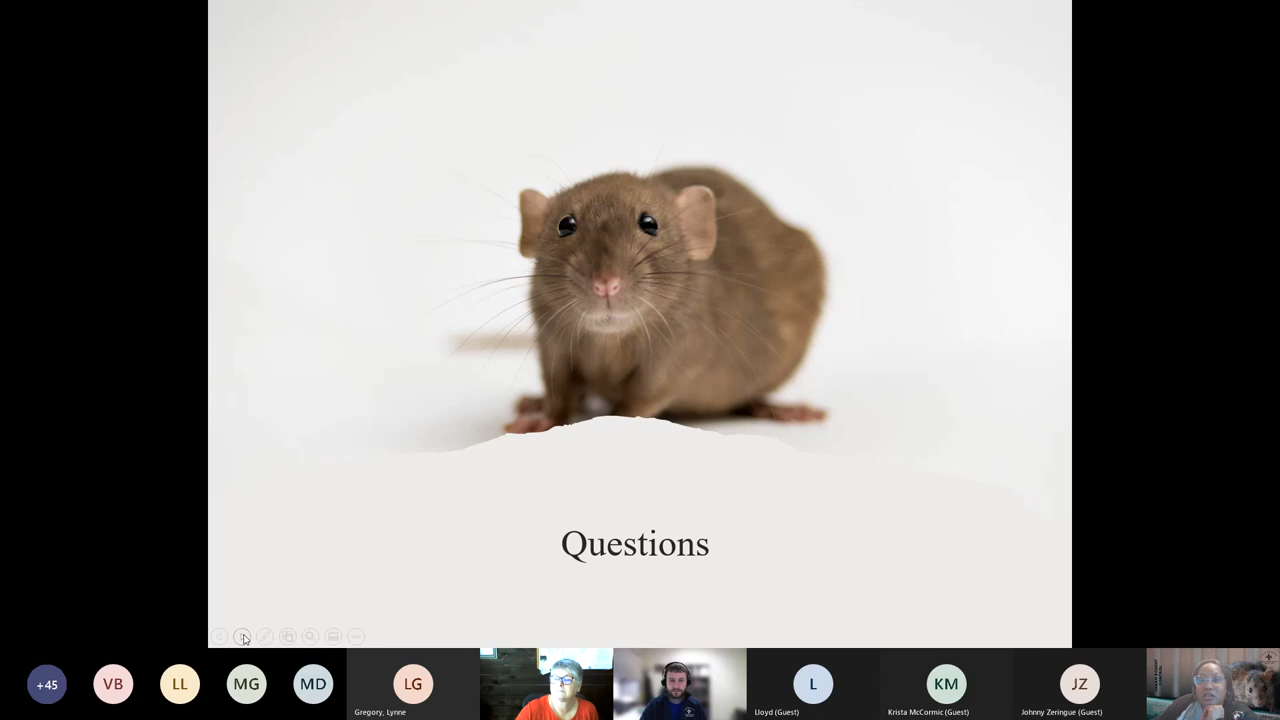 Questions
+45
VB
LL
MG
MD
LG
L
KM
JZ
Gregory, Lynne
Lloyd (Guest)
Krista McCormic (Guest)
Johnny Zeringue (Guest)